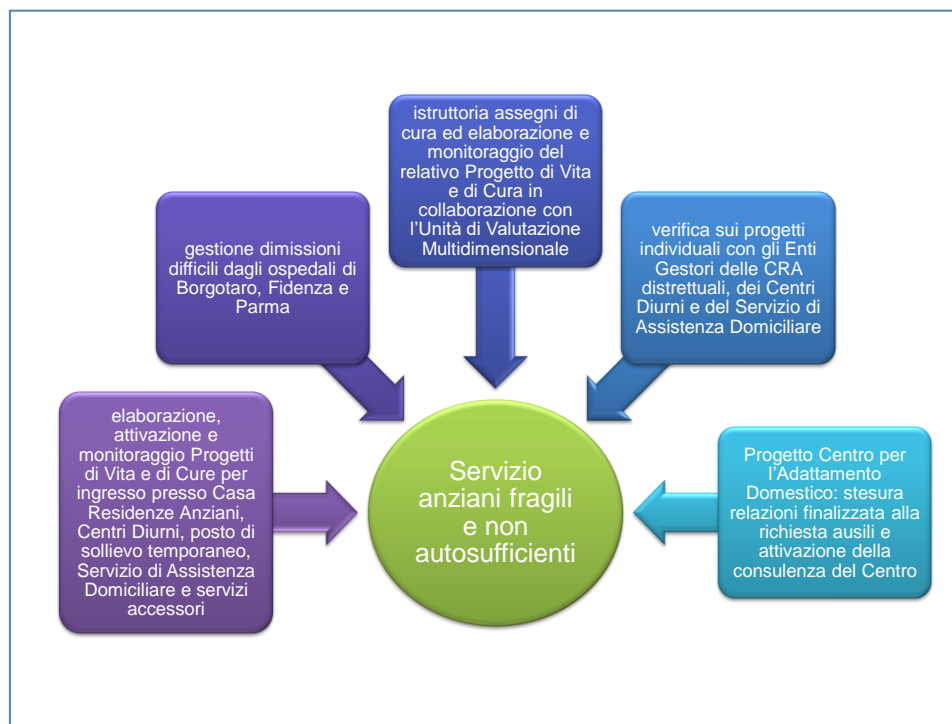 istruttoria assegni di
cura ed elaborazione e
monitoraggio del
relativo Progetto di Vita
e di Cura in
collaborazione con
l'Unità di Valutazione
Multidimensionale
gestione dimissioni
difficili dagli ospedali di
Borgotaro, Fidenza e
Parma
verifica sui progetti
individuali con gli Enti
Gestori delle CRA
distrettuali, dei Centri
Diurni e del Servizio di
Assistenza Domiciliare
elaborazione,
attivazione e
monitoraggio Progetti
di Vita e di Cure per
ingresso presso Casa
Residenze Anziani,
Centri Diurni, posto di
sollievo temporaneo,
Servizio di Assistenza
Domiciliare e servizi
accessori
Servizio
anziani fragili
e non
autosufficienti
Progetto Centro per
l'Adattamento
Domestico: stesura
relazioni finalizzata alla
richiesta ausili e
attivazione della
consulenza del Centro